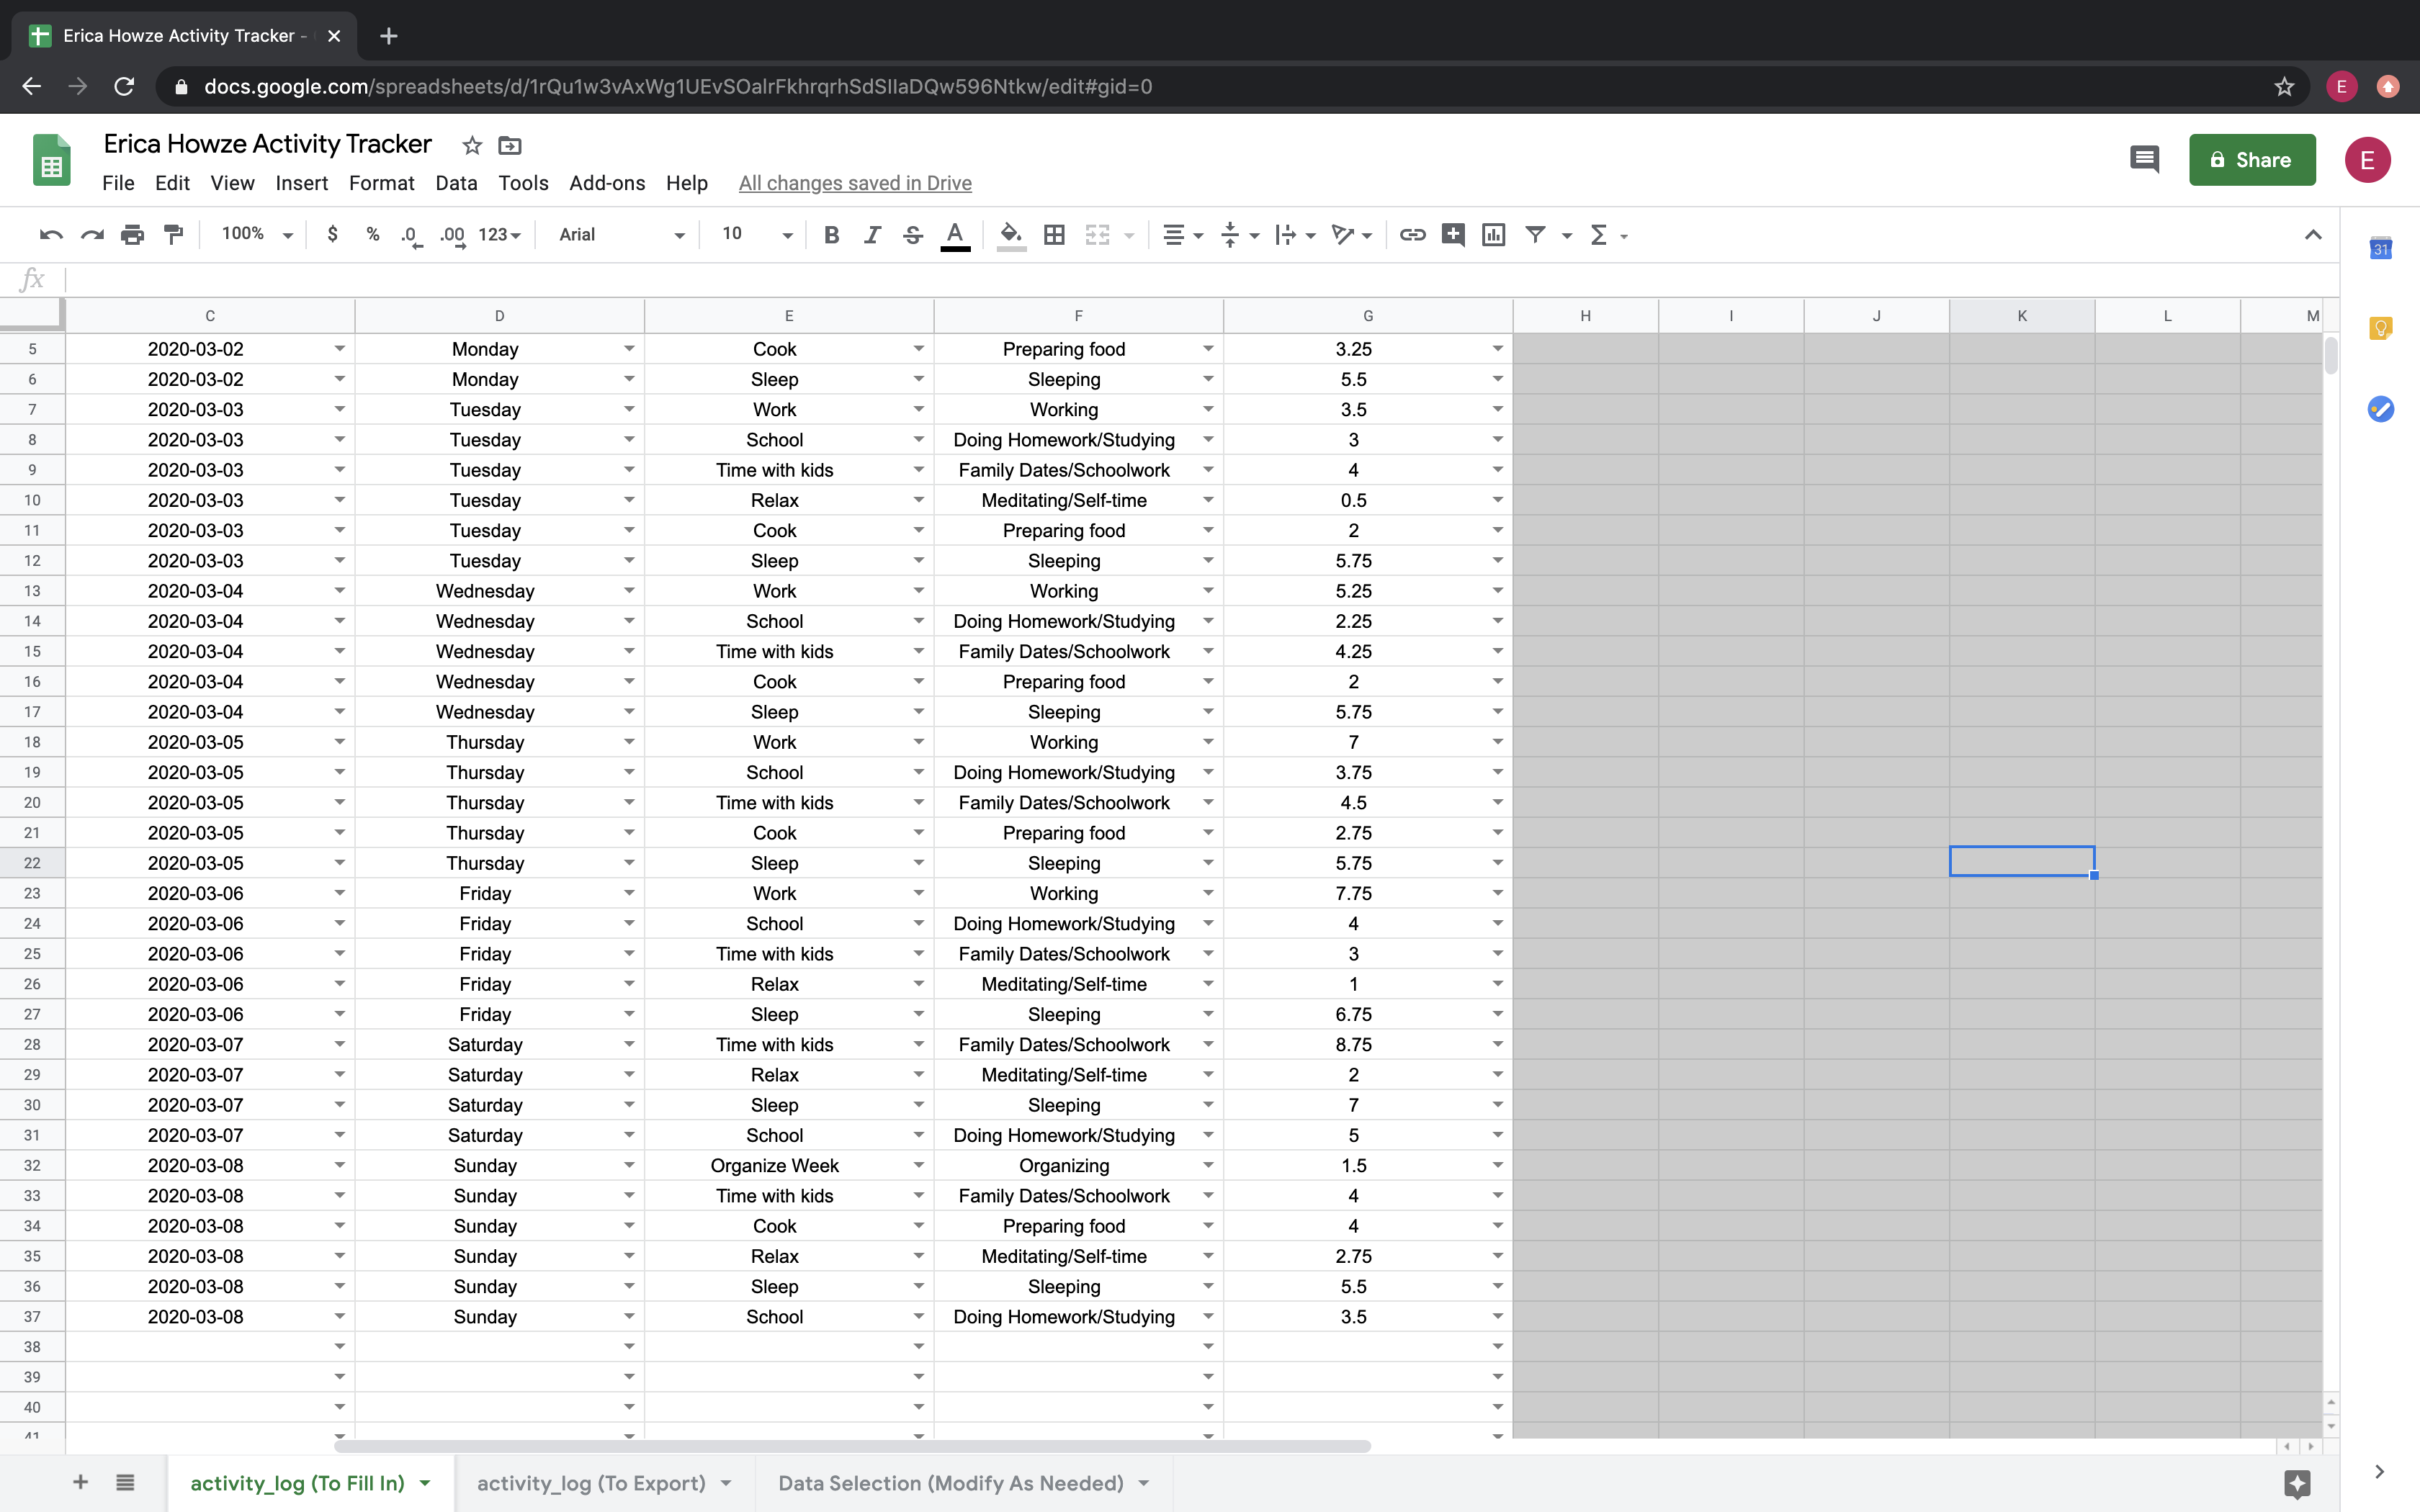 Erica Howze Activity Tracker -
docs.google.com/spreadsheets/d/1rQu1w3vAxWg1UEvSOalrFkhrqrhSdSIIaDQw596Ntkw/edit#gid=0
E
Erica Howze Activity Tracker
File Edit View Insert Format Data Tools Add-ons Help All changes saved in Drive
Share
E
100% $ % .0 .00 123 Arial 10 B I S A Σ
31
fx
C D E F G H I J K L M
5 2020-03-02 Monday Cook Preparing food 3.25
6 2020-03-02 Monday Sleep Sleeping 5.5
7 2020-03-03 Tuesday Work Working 3.5
8 2020-03-03 Tuesday School Doing Homework/Studying 3
9 2020-03-03 Tuesday Time with kids Family Dates/Schoolwork 4
10 2020-03-03 Tuesday Relax Meditating/Self-time 0.5
11 2020-03-03 Tuesday Cook Preparing food 2
12 2020-03-03 Tuesday Sleep Sleeping 5.75
13 2020-03-04 Wednesday Work Working 5.25
14 2020-03-04 Wednesday School Doing Homework/Studying 2.25
15 2020-03-04 Wednesday Time with kids Family Dates/Schoolwork 4.25
16 2020-03-04 Wednesday Cook Preparing food 2
17 2020-03-04 Wednesday Sleep Sleeping 5.75
18 2020-03-05 Thursday Work Working 7
19 2020-03-05 Thursday School Doing Homework/Studying 3.75
20 2020-03-05 Thursday Time with kids Family Dates/Schoolwork 4.5
21 2020-03-05 Thursday Cook Preparing food 2.75
22 2020-03-05 Thursday Sleep Sleeping 5.75
23 2020-03-06 Friday Work Working 7.75
24 2020-03-06 Friday School Doing Homework/Studying 4
25 2020-03-06 Friday Time with kids Family Dates/Schoolwork 3
26 2020-03-06 Friday Relax Meditating/Self-time 1
27 2020-03-06 Friday Sleep Sleeping 6.75
28 2020-03-07 Saturday Time with kids Family Dates/Schoolwork 8.75
29 2020-03-07 Saturday Relax Meditating/Self-time 2
30 2020-03-07 Saturday Sleep Sleeping 7
31 2020-03-07 Saturday School Doing Homework/Studying 5
32 2020-03-08 Sunday Organize Week Organizing 1.5
33 2020-03-08 Sunday Time with kids Family Dates/Schoolwork 4
34 2020-03-08 Sunday Cook Preparing food 4
35 2020-03-08 Sunday Relax Meditating/Self-time 2.75
36 2020-03-08 Sunday Sleep Sleeping 5.5
37 2020-03-08 Sunday School Doing Homework/Studying 3.5
38
39
40
41
activity_log (To Fill In) activity_log (To Export) Data Selection (Modify As Needed)